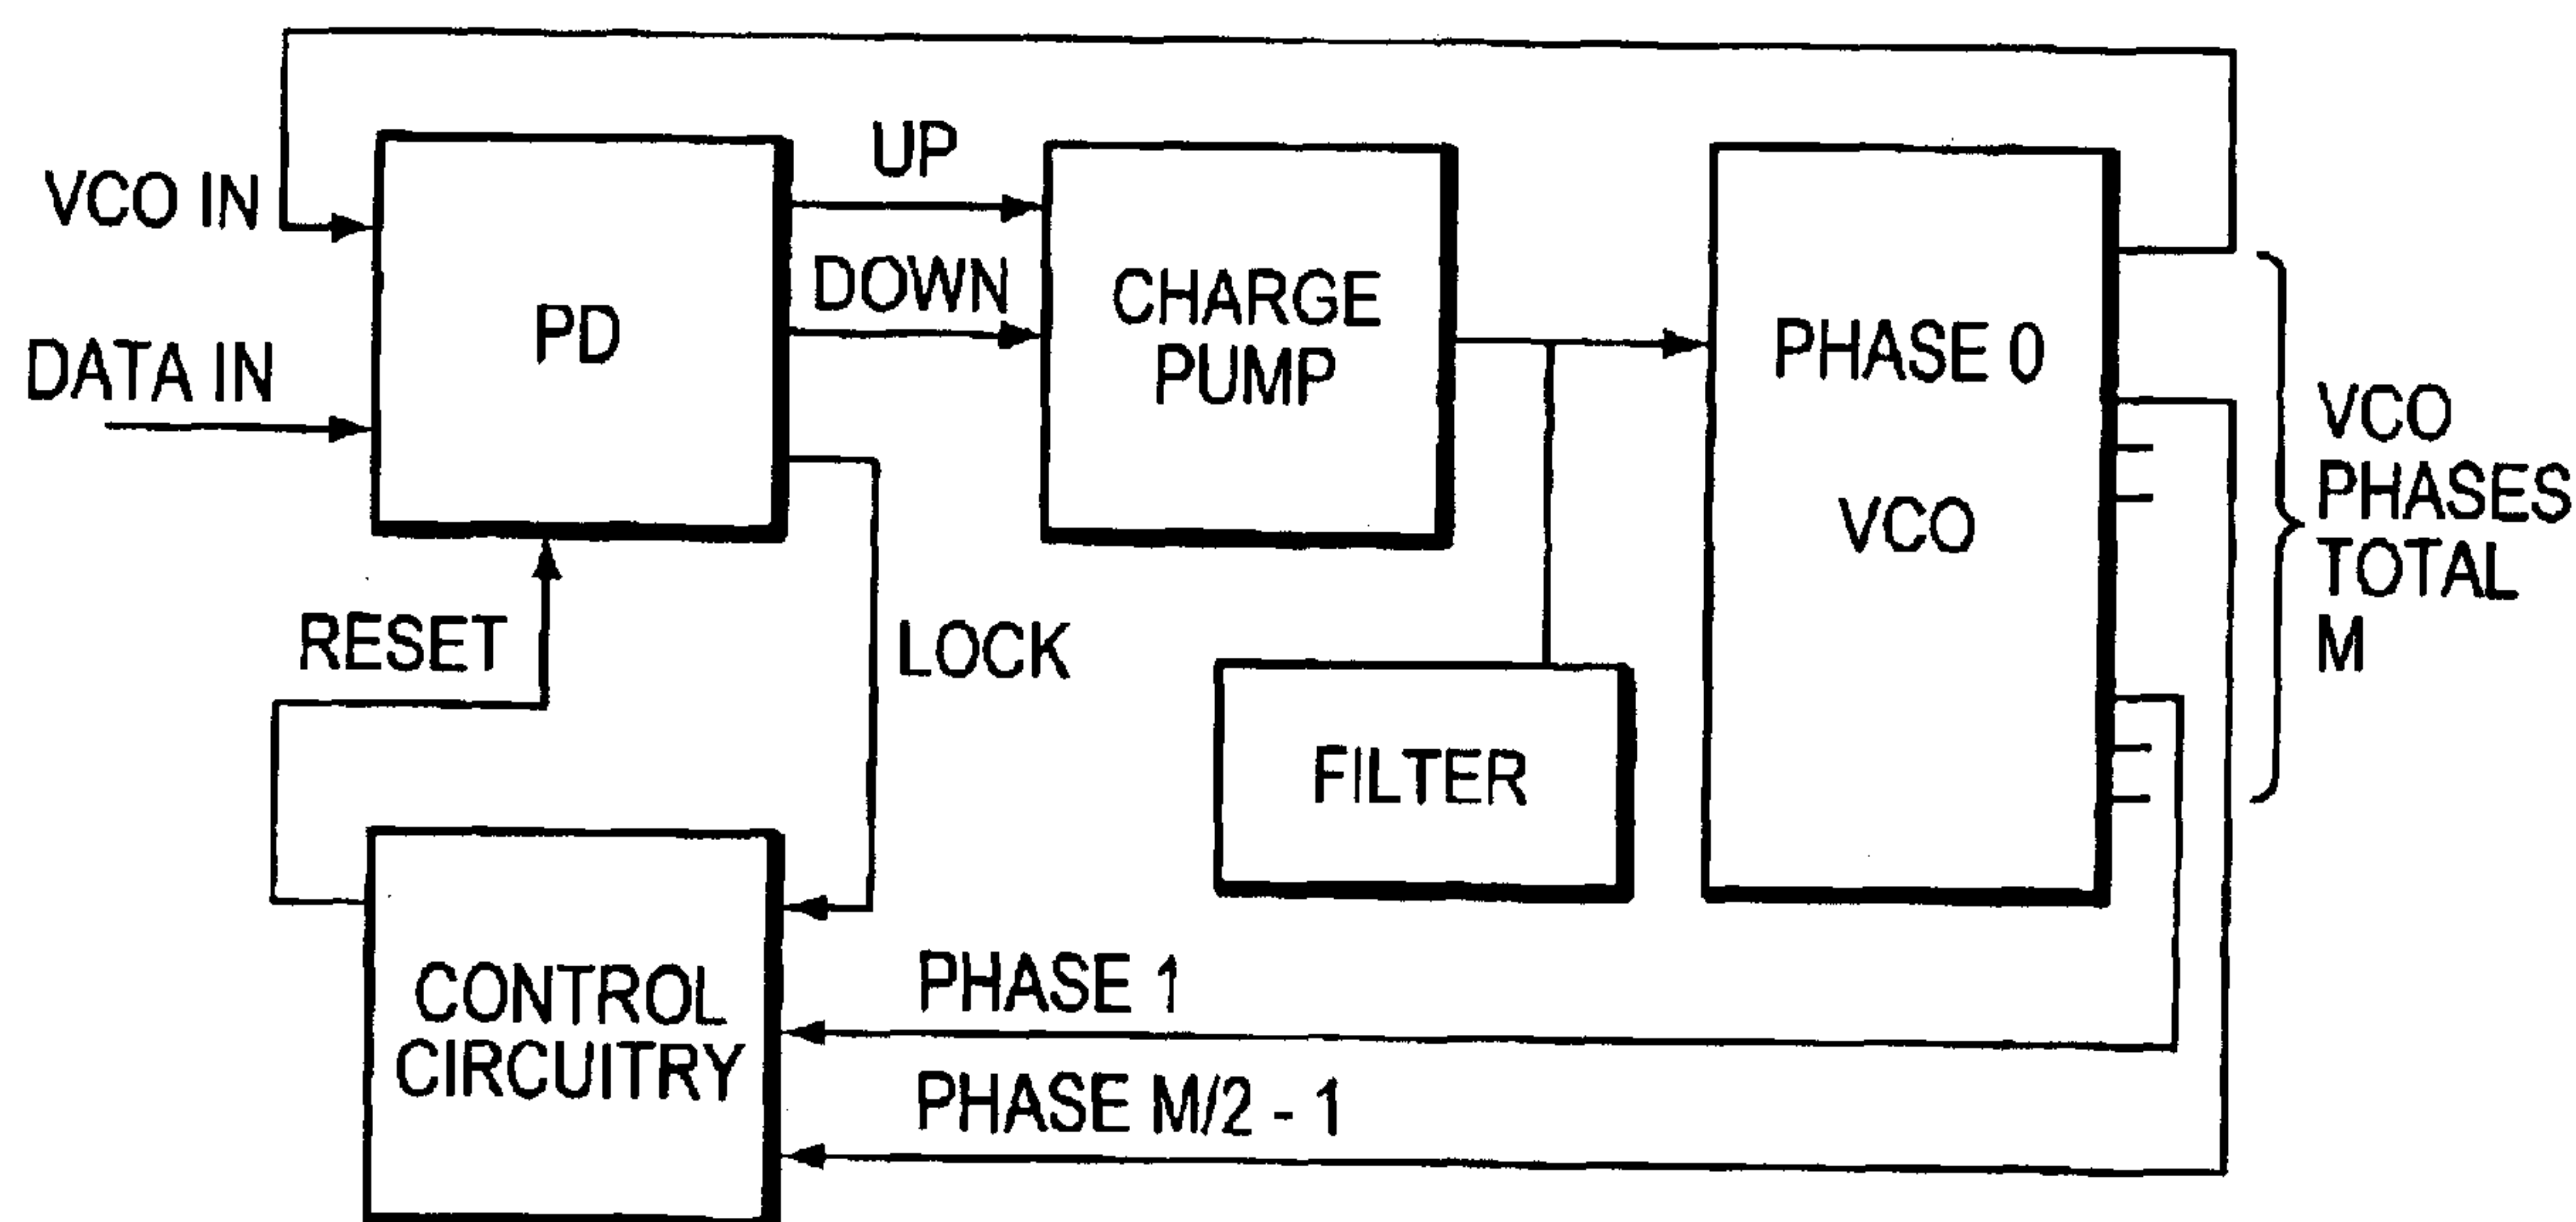 VCO IN
DATA IN
PD
UP
DOWN
CHARGE
PUMP
PHASE 0
VCO
VCO
PHASES
TOTAL
M
RESET
LOCK
FILTER
CONTROL
CIRCUITRY
PHASE 1
PHASE M/2 - 1